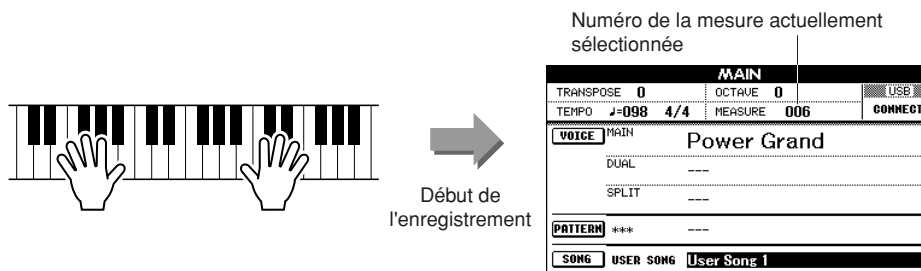 Numéro de la mesure actuellement
sélectionnée
Début de
l'enregistrement
MAIN
TRANSPOSE 0 OCTAVE 0 USB
TEMPO ♩=098 4/4 MEASURE 006 CONNECT
VOICE MAIN Power Grand
DUAL ---
SPLIT ---
PATTERN *** ---
SONG USER SONG User Song 1